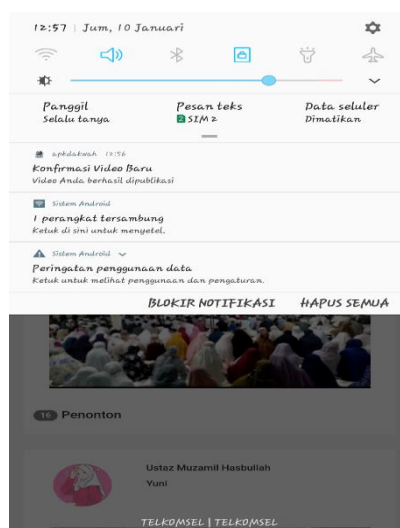 12:57 | Jum, 10 Januari
Panggil Pesan teks Data seluler
Selalu tanya 2 SIM 2 Dimatikan
apkdakwah 12:56
Konfirmasi Video Baru
Video Anda berhasil dipublikasi
Sistem Android
1 perangkat tersambung
Ketuk di sini untuk menyetel.
Sistem Android
Peringatan penggunaan data
Ketuk untuk melihat penggunaan dan pengaturan.
BLOKIR NOTIFIKASI HAPUS SEMUA
16 Penonton
Ustaz Muzamil Hasbullah
Yuni
TELKOMSEL | TELKOMSEL